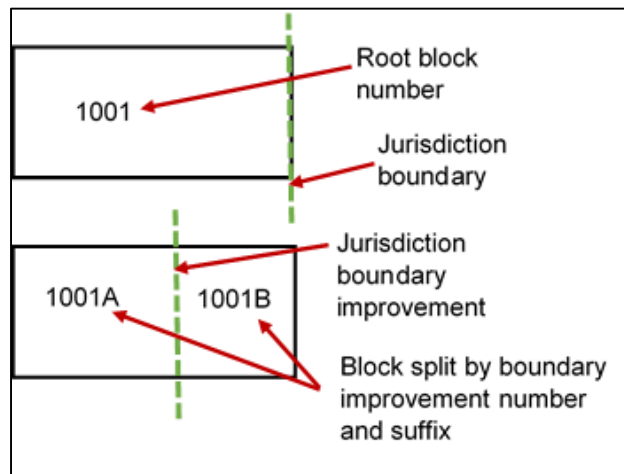 Root block
number
1001
Jurisdiction
boundary
Jurisdiction
boundary
improvement
1001A
1001B
Block split by boundary
improvement number
and suffix